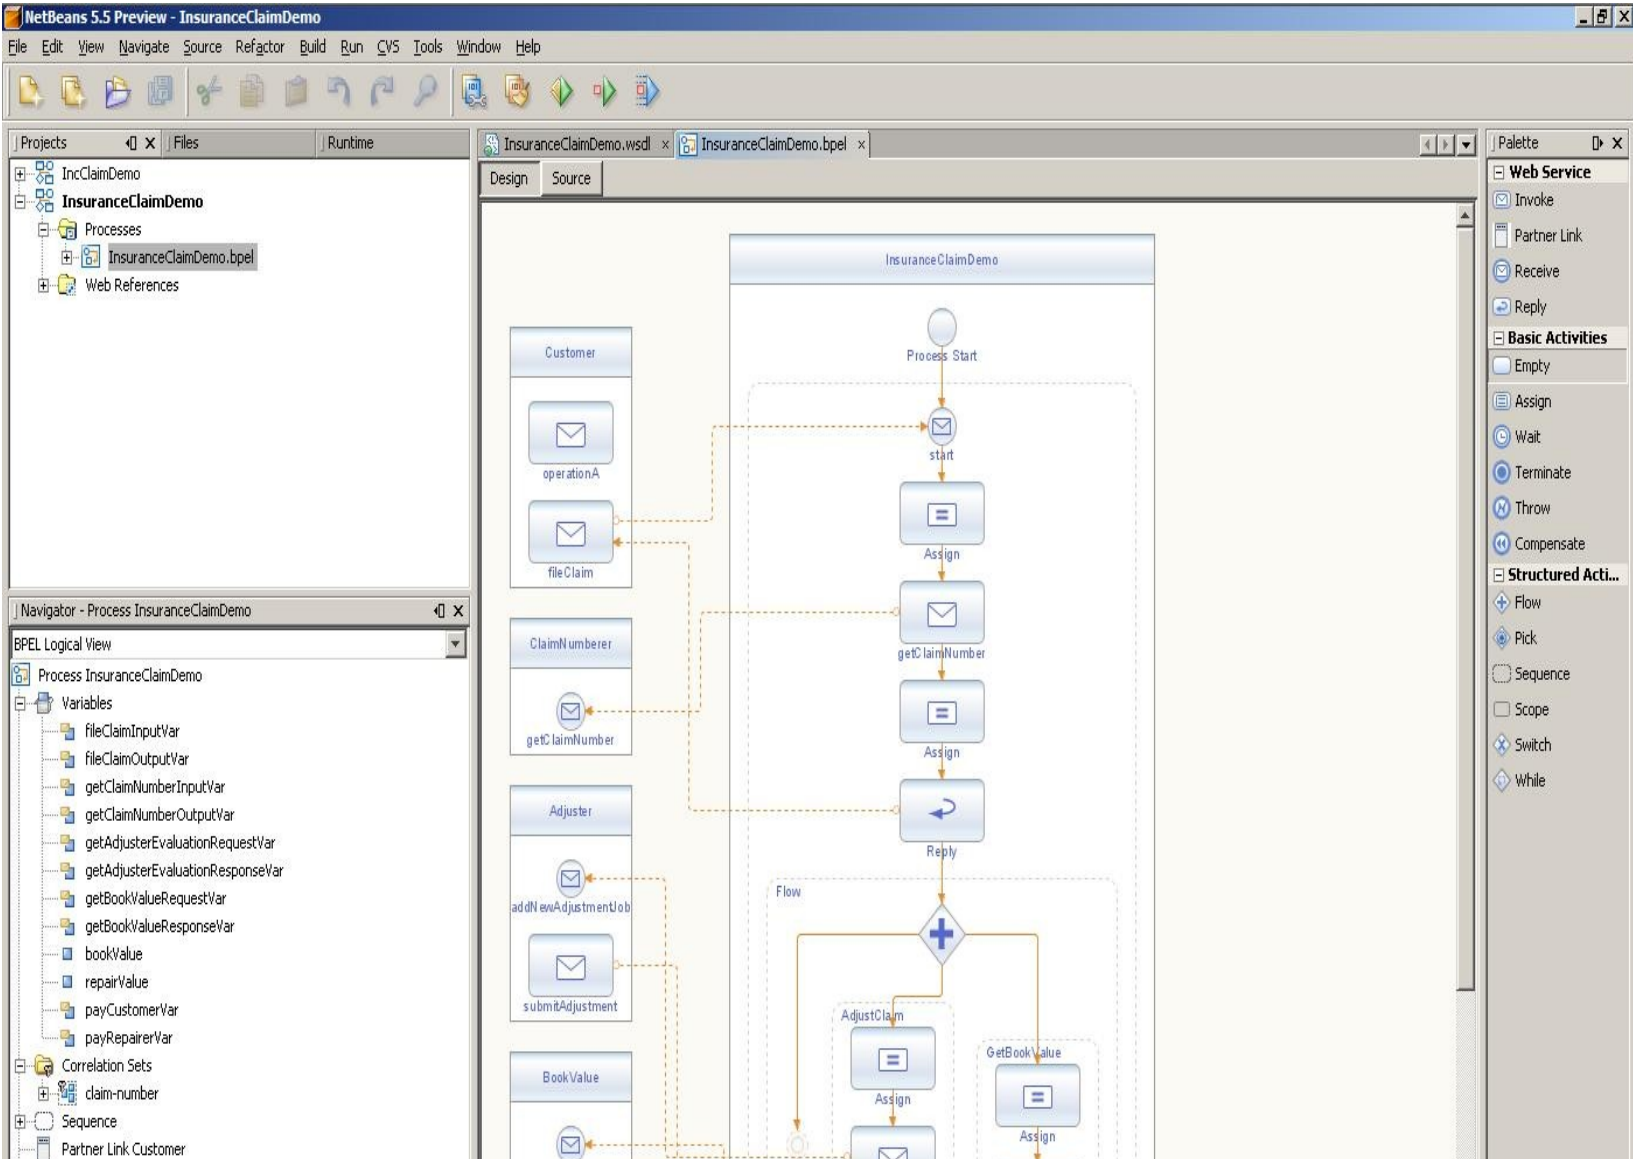 NetBeans 5.5 Preview - InsuranceClaimDemo
File Edit View Navigate Source Refactor Build Run CVS Tools Window Help
Projects Files Runtime
IncClaimDemo
InsuranceClaimDemo
Processes
InsuranceClaimDemo.bpel
Web References
Navigator - Process InsuranceClaimDemo
BPEL Logical View
Process InsuranceClaimDemo
Variables
fileClaimInputVar
fileClaimOutputVar
getClaimNumberInputVar
getClaimNumberOutputVar
getAdjusterEvaluationRequestVar
getAdjusterEvaluationResponseVar
getBookValueRequestVar
getBookValueResponseVar
bookValue
repairValue
payCustomerVar
payRepairerVar
Correlation Sets
claim-number
Sequence
Partner Link Customer
InsuranceClaimDemo.wsdl InsuranceClaimDemo.bpel
Design Source
Customer
operationA
fileClaim
ClaimNumberer
getClaimNumber
Adjuster
addNewAdjustmentJob
submitAdjustment
BookValue
InsuranceClaimDemo
Process Start
start
Assign
getClaimNumber
Assign
Reply
Flow
AdjustClaim
Assign
GetBookValue
Assign
Palette
Web Service
Invoke
Partner Link
Receive
Reply
Basic Activities
Empty
Assign
Wait
Terminate
Throw
Compensate
Structured Acti...
Flow
Pick
Sequence
Scope
Switch
While